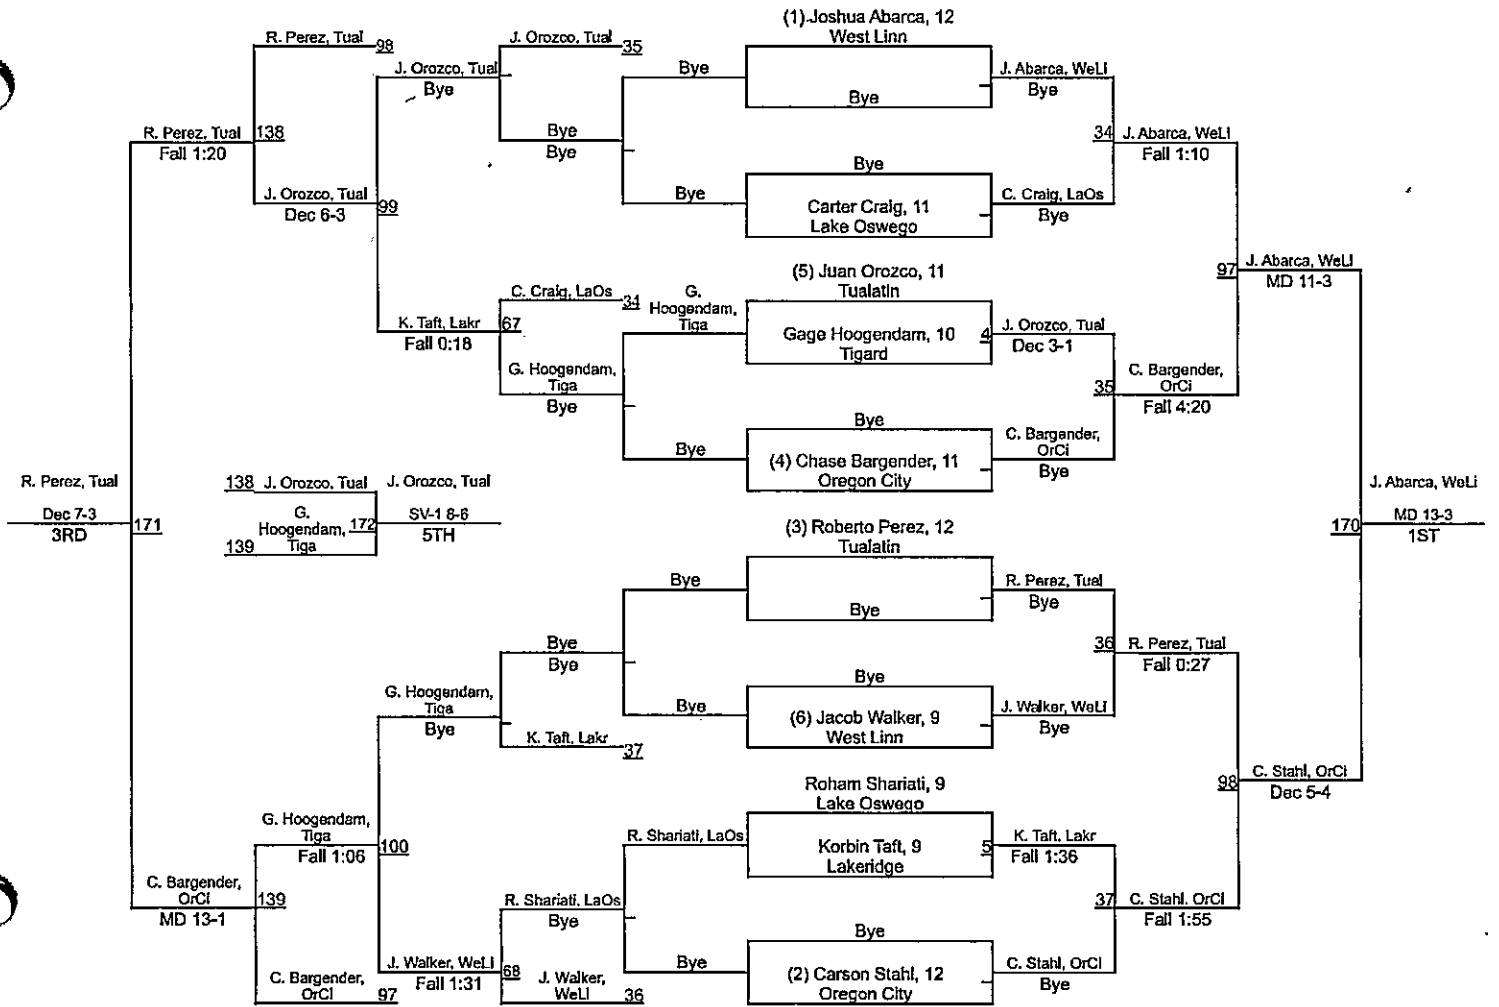 (1) Joshua Abarca, 12
West Linn
R. Perez, Tual 98
J. Orozco, Tual 35
J. Orozco, Tual
Bye
Bye
Bye
J. Abarca, WeLi
Bye
R. Perez, Tual 138
Fall 1:20
Bye
Bye
34 J. Abarca, WeLi
Fall 1:10
Bye
J. Orozco, Tual
Dec 6-3
99
Bye
Carter Craig, 11
Lake Oswego
C. Craig, LaOs
Bye
97 J. Abarca, WeLi
MD 11-3
(5) Juan Orozco, 11
Tualatin
C. Craig, LaOs 34
G.
Hoogendam,
Tiga
K. Taft, Lakr 67
Fall 0:18
Gage Hoogendam, 10
Tigard
4 J. Orozco, Tual
Dec 3-1
G. Hoogendam,
Tiga
Bye
35 C. Bargender,
OrCi
Fall 4:20
Bye
Bye
(4) Chase Bargender, 11
Oregon City
C. Bargender,
OrCi
Bye
R. Perez, Tual
Dec 7-3
3RD
171
138 J. Orozco, Tual
G.
Hoogendam,
Tiga
139
172
J. Orozco, Tual
SV-1 8-6
5TH
J. Abarca, WeLi
170 MD 13-3
1ST
(3) Roberto Perez, 12
Tualatin
Bye
Bye
R. Perez, Tual
Bye
Bye
Bye
36 R. Perez, Tual
Fall 0:27
Bye
G. Hoogendam,
Tiga
Bye
Bye
(6) Jacob Walker, 9
West Linn
J. Walker, WeLi
Bye
K. Taft, Lakr 37
98 C. Stahl, OrCi
Dec 5-4
Roham Shariati, 9
Lake Oswego
G. Hoogendam,
Tiga
Fall 1:06
100
R. Shariati, LaOs
Korbin Taft, 9
Lakeridge
5 K. Taft, Lakr
Fall 1:36
C. Bargender,
OrCi
MD 13-1
139
R. Shariati, LaOs
Bye
37 C. Stahl, OrCi
Fall 1:55
Bye
J. Walker, WeLi 68
Fall 1:31
Bye
(2) Carson Stahl, 12
Oregon City
C. Stahl, OrCi
Bye
C. Bargender,
OrCi 97
J. Walker,
WeLi 36